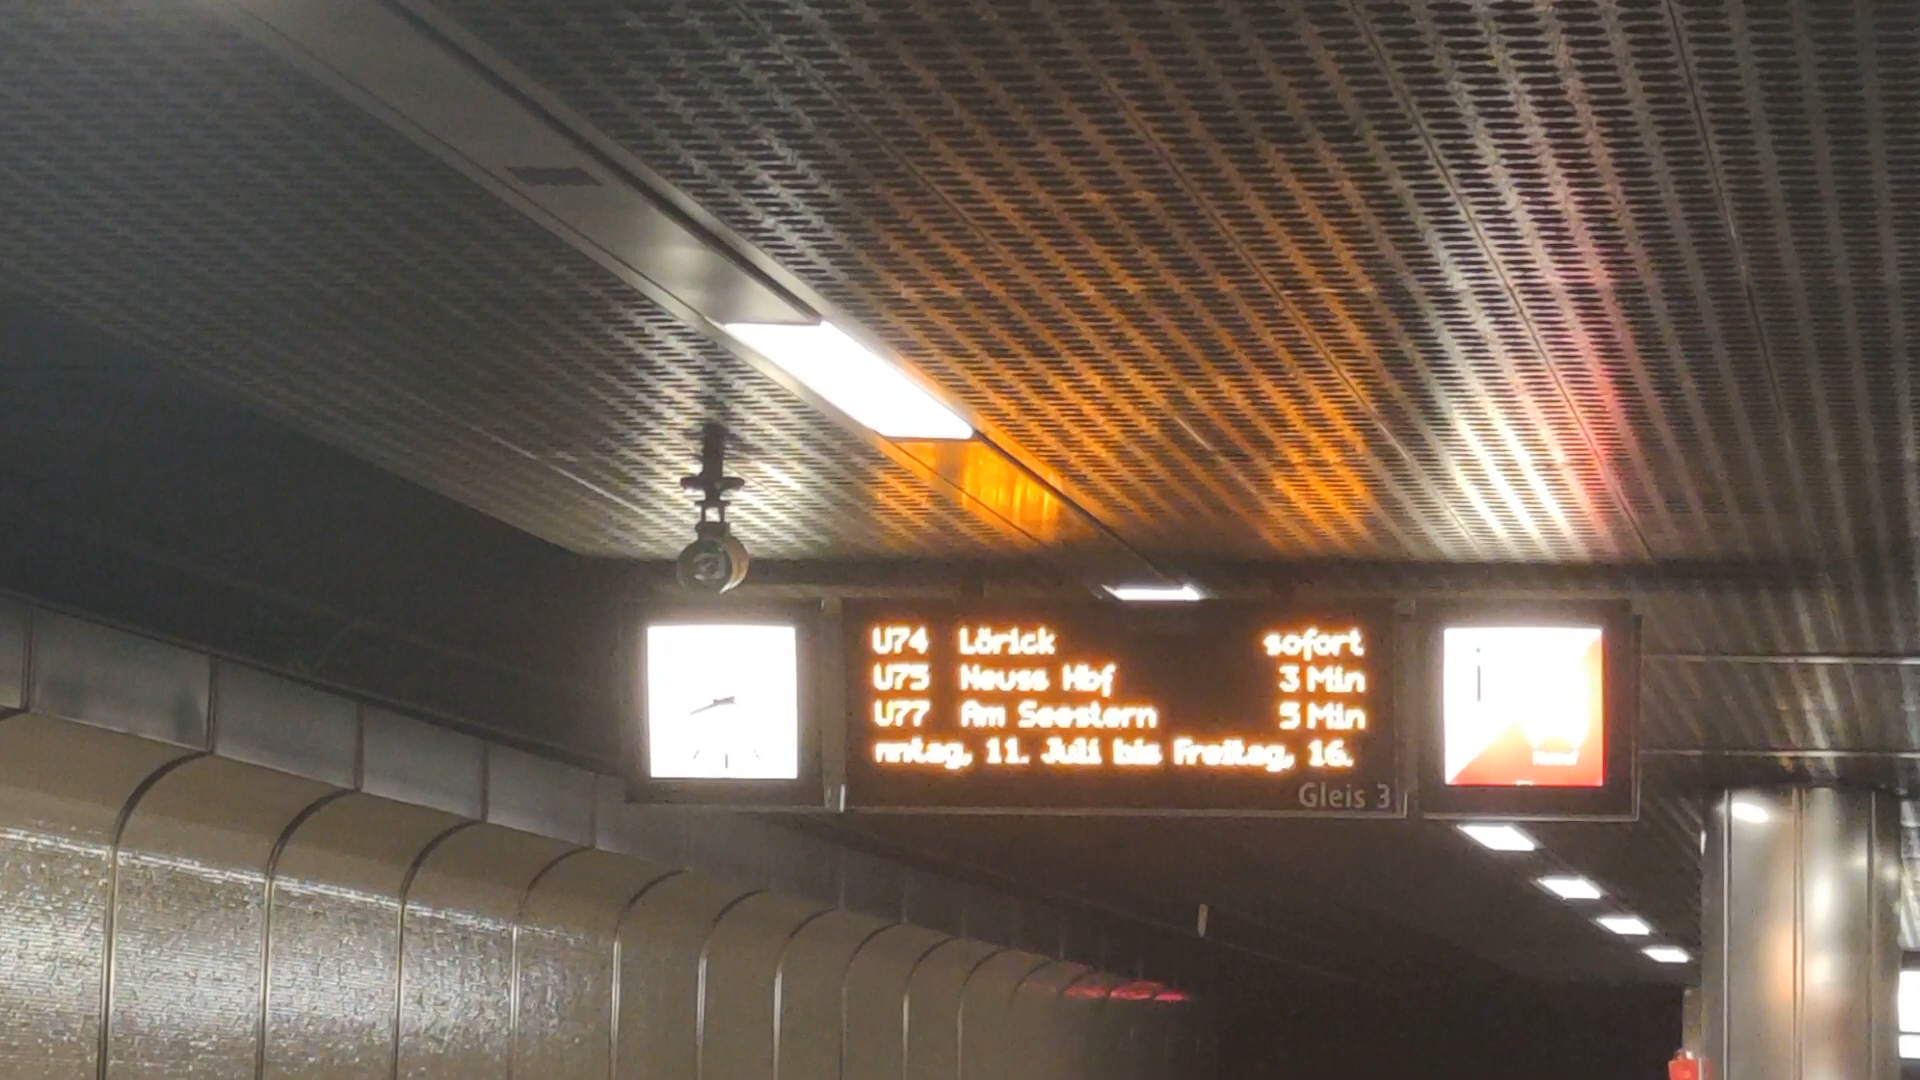 U74 Lörick sofort
U75 Neuss Hbf 3 Min
U77 Am Seestern 5 Min
nntag, 11. Juli bis Freitag, 16.
Gleis 3